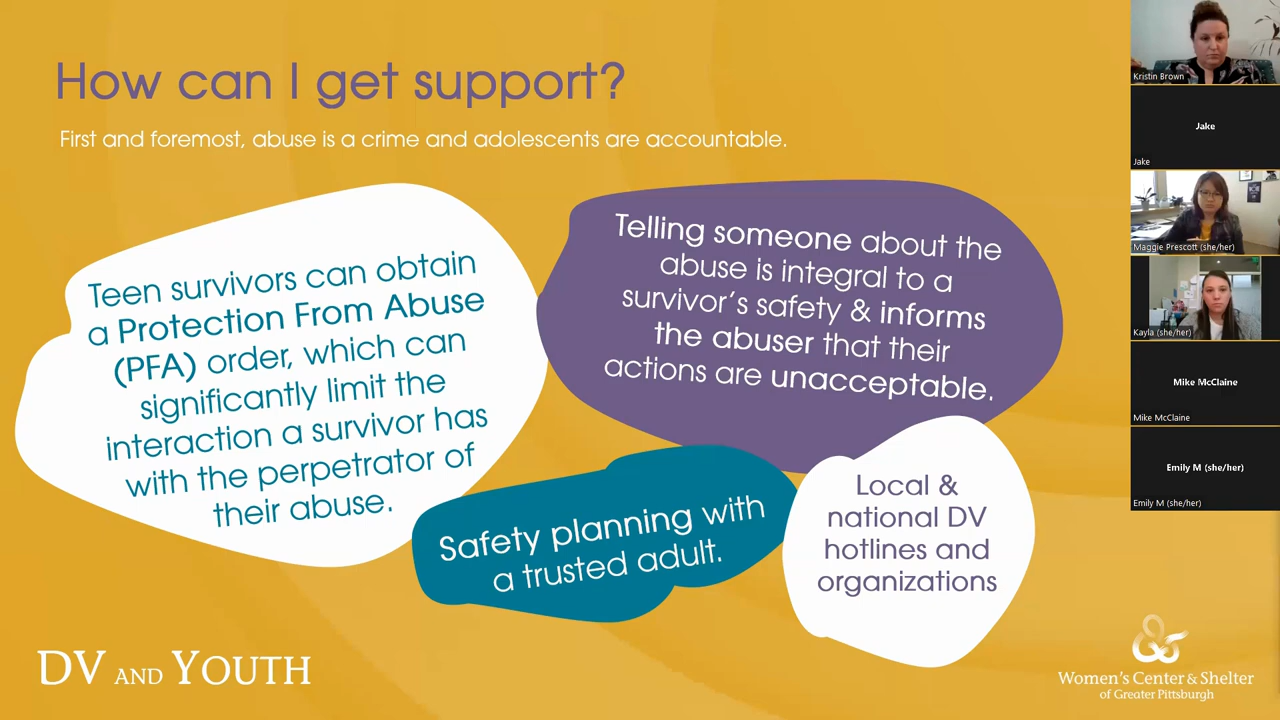 How can I get support?
First and foremost, abuse is a crime and adolescents are accountable.
Teen survivors can obtain
a Protection From Abuse
(PFA) order, which can
significantly limit the
interaction a survivor has
with the perpetrator of
their abuse.
Telling someone about the
abuse is integral to a
survivor's safety & informs
the abuser that their
actions are unacceptable.
Safety planning with
a trusted adult.
Local &
national DV
hotlines and
organizations
DV AND YOUTH
Women's Center & Shelter
of Greater Pittsburgh
Kristin Brown
Jake
Jake
Maggie Prescott (she/her)
Kayla (she/her)
Mike McClaine
Mike McClaine
Emily M (she/her)
Emily M (she/her)